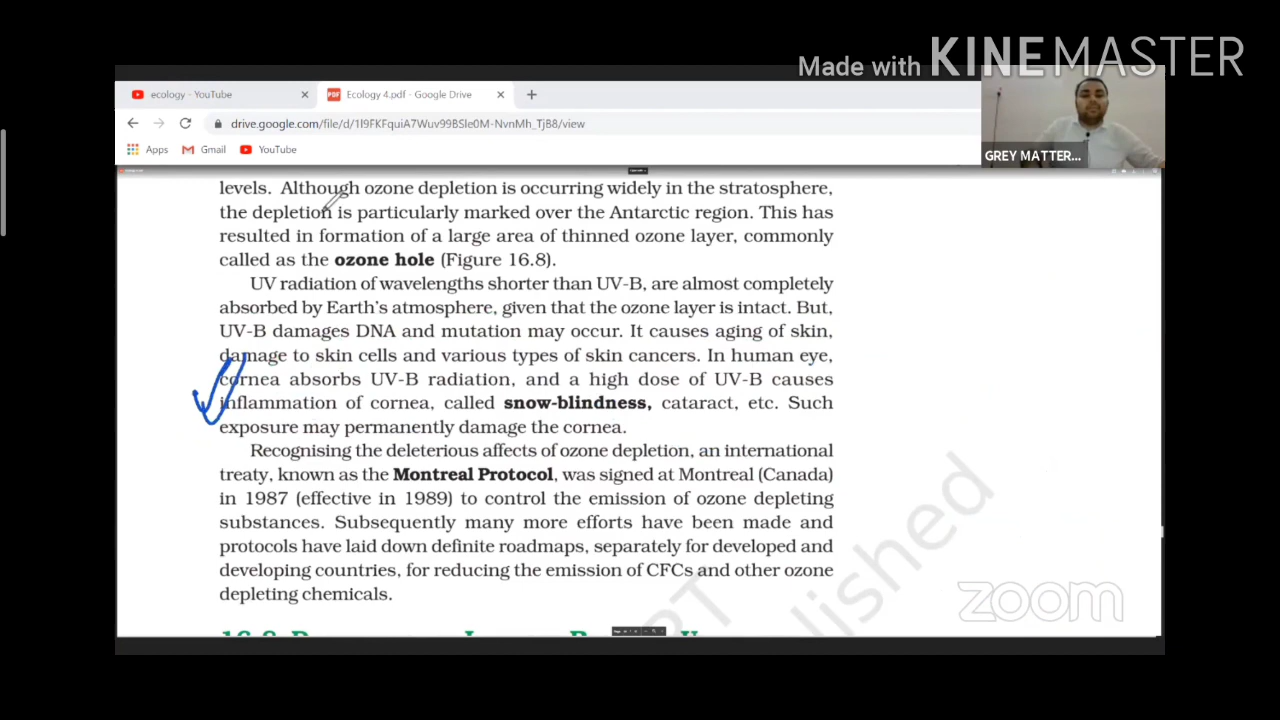 Made with KINEMASTER
ecology - YouTube
Ecology 4.pdf - Google Drive
drive.google.com/file/d/1l9FKFquiA7Wuv99BSle0M-NvnMh_TjB8/view
Apps Gmail YouTube
GREY MATTER...
levels. Although ozone depletion is occurring widely in the stratosphere,
the depletion is particularly marked over the Antarctic region. This has
resulted in formation of a large area of thinned ozone layer, commonly
called as the ozone hole (Figure 16.8).
UV radiation of wavelengths shorter than UV-B, are almost completely
absorbed by Earth's atmosphere, given that the ozone layer is intact. But,
UV-B damages DNA and mutation may occur. It causes aging of skin,
damage to skin cells and various types of skin cancers. In human eye,
cornea absorbs UV-B radiation, and a high dose of UV-B causes
inflammation of cornea, called snow-blindness, cataract, etc. Such
exposure may permanently damage the cornea.
Recognising the deleterious affects of ozone depletion, an international
treaty, known as the Montreal Protocol, was signed at Montreal (Canada)
in 1987 (effective in 1989) to control the emission of ozone depleting
substances. Subsequently many more efforts have been made and
protocols have laid down definite roadmaps, separately for developed and
developing countries, for reducing the emission of CFCs and other ozone
depleting chemicals.
zoom